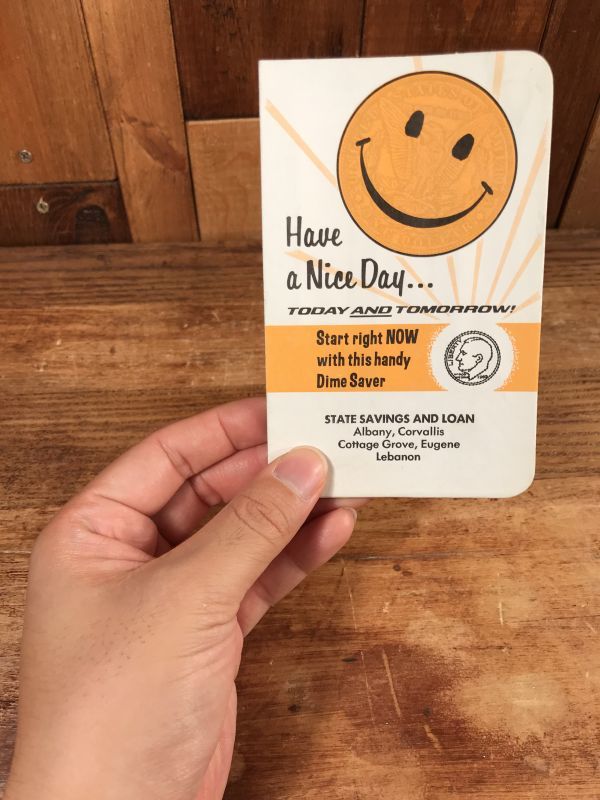 Have
a Nice Day...
TODAY AND TOMORROW!
Start right NOW
with this handy
Dime Saver
LIBERTY
STATE SAVINGS AND LOAN
Albany, Corvallis
Cottage Grove, Eugene
Lebanon